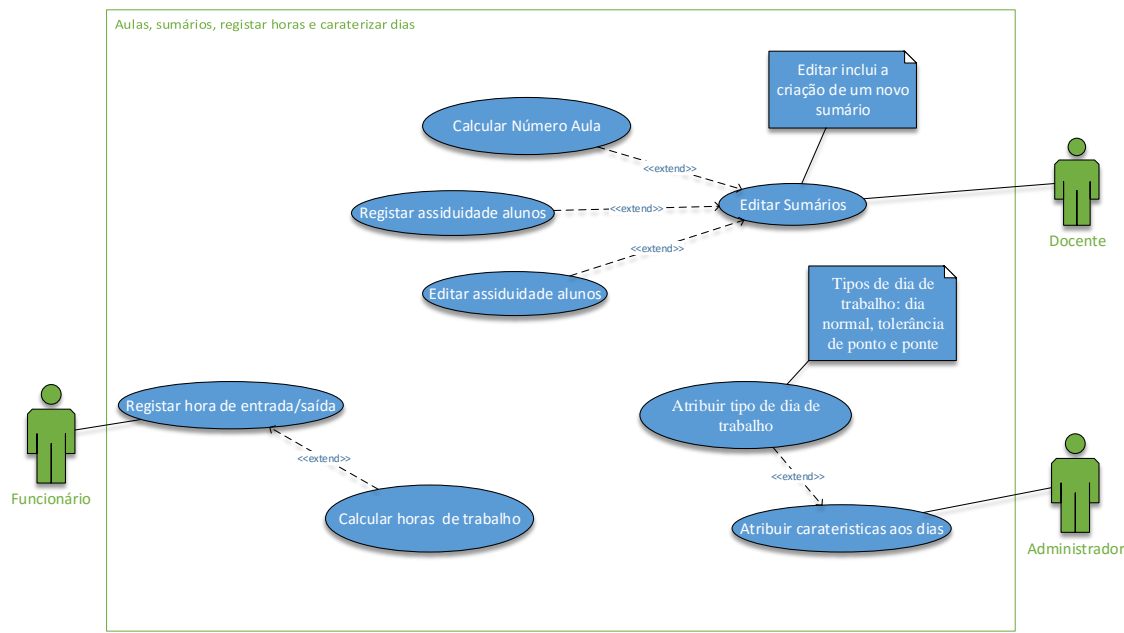 Aulas, sumários, registar horas e caraterizar dias
Editar inclui a
criação de um novo
sumário
Calcular Número Aula
<<extend>>
Registar assiduidade alunos
<<extend>>
Editar Sumários
<<extend>>
Docente
Editar assiduidade alunos
Tipos de dia de
trabalho: dia
normal, tolerância
de ponto e ponte
Registar hora de entrada/saída
Atribuir tipo de dia de
trabalho
<<extend>>
<<extend>>
Funcionário
Calcular horas de trabalho
Atribuir carateristicas aos dias
Administrador